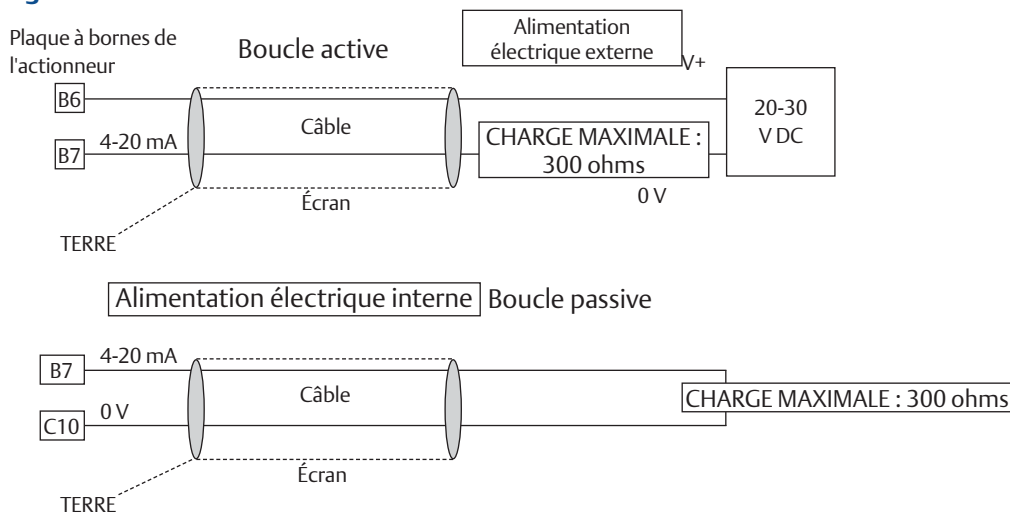 Plaque à bornes de
l'actionneur
Boucle active
Alimentation
électrique externe
V+
B6
20-30
V DC
Câble
4-20 mA
B7
CHARGE MAXIMALE :
300 ohms
0 V
Écran
TERRE
Alimentation électrique interne
Boucle passive
4-20 mA
B7
Câble
CHARGE MAXIMALE : 300 ohms
0 V
C10
Écran
TERRE